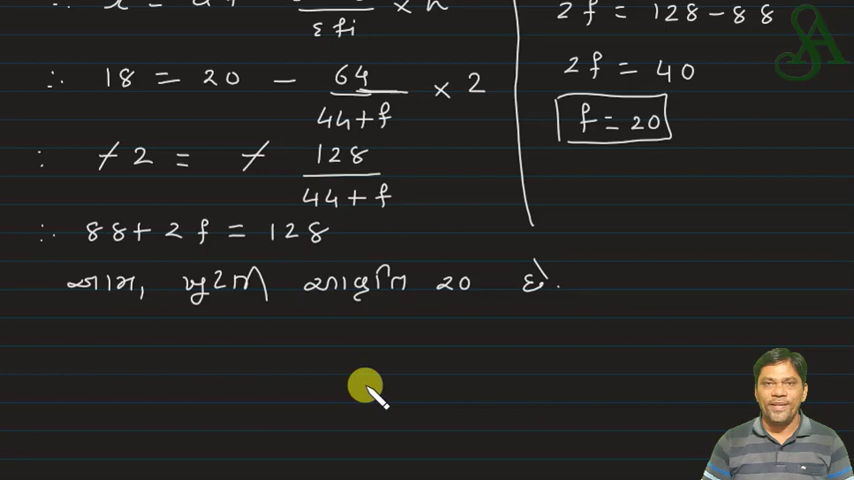 Σfi × h
∴ 18 = 20 - 64/44+f × 2
∴ -2 = - 128/44+f
∴ 88+2f = 128
આમ, ખૂટતી આવૃત્તિ 20 છે.
2f = 128-88
2f = 40
f = 20